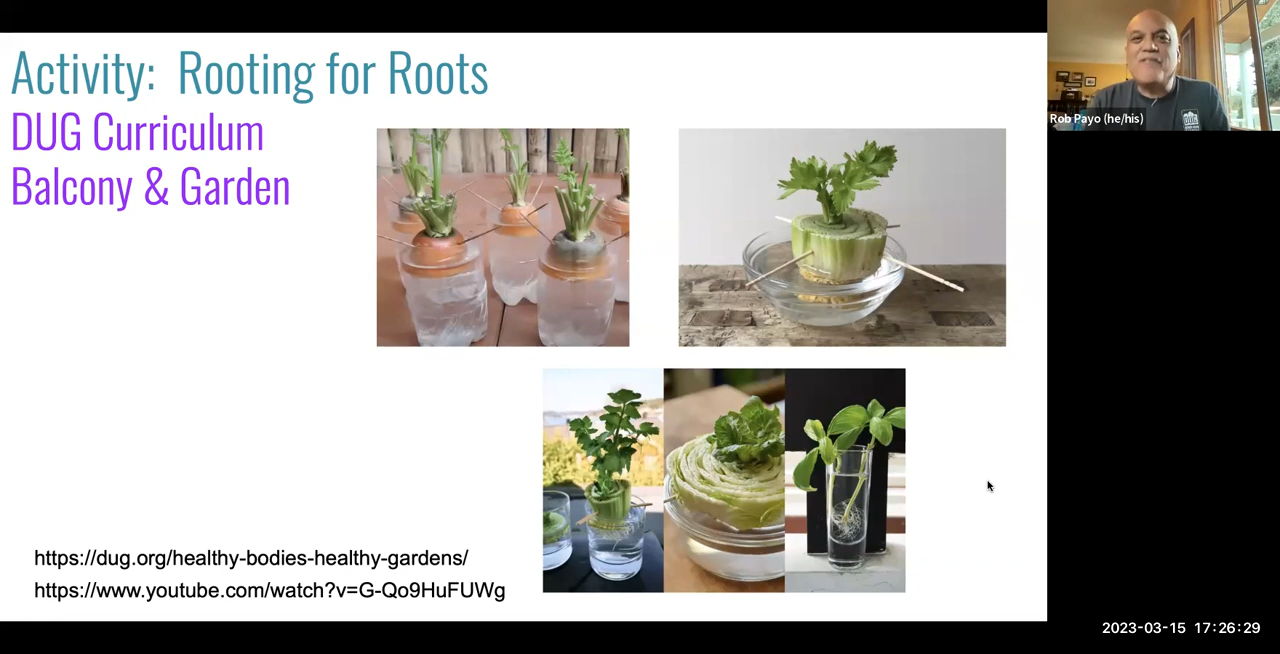 Activity: Rooting for Roots
DUG Curriculum
Balcony & Garden
https://dug.org/healthy-bodies-healthy-gardens/
https://www.youtube.com/watch?v=G-Qo9HuFUWg
Rob Payo (he/his)
DUG
2023-03-15 17:26:29